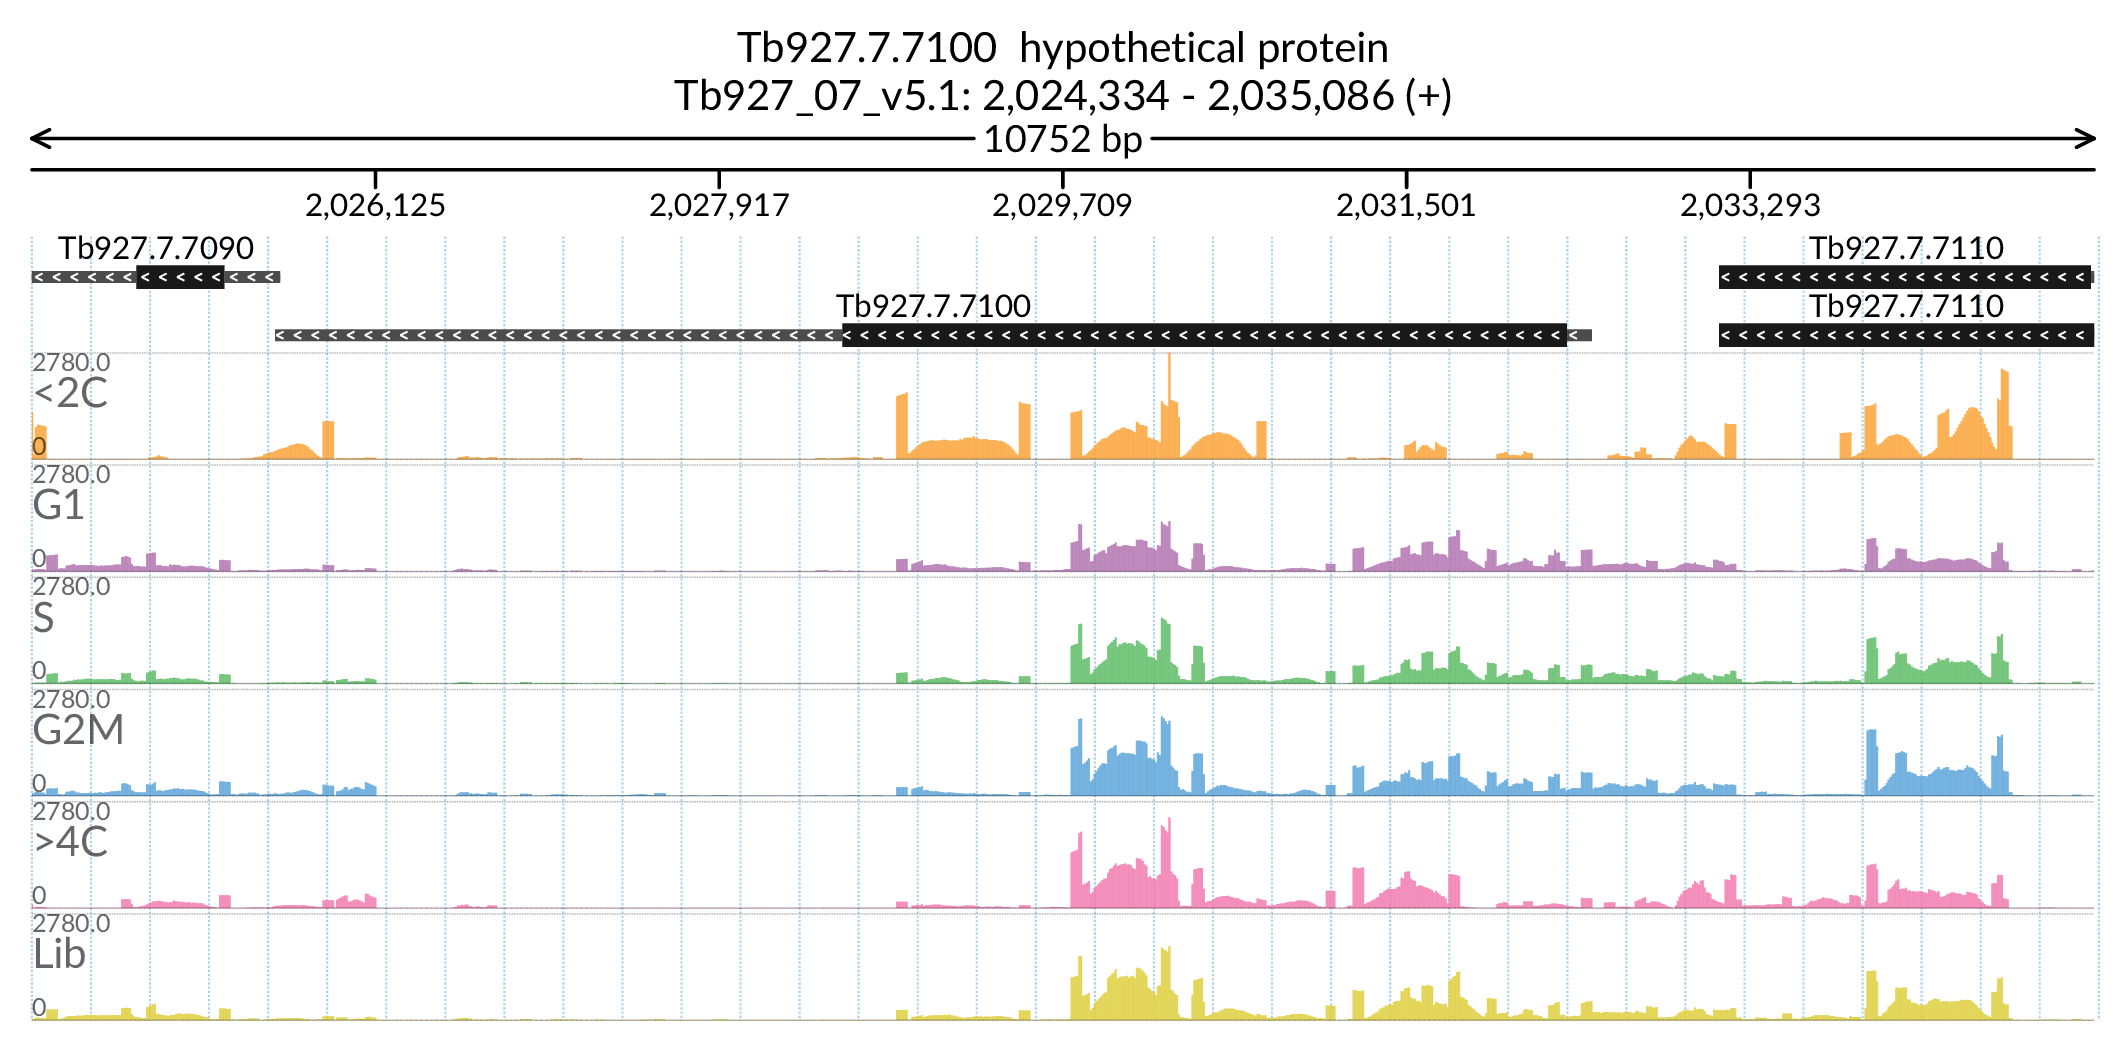 Tb927.7.7100  hypothetical protein
Tb927_07_v5.1: 2,024,334 - 2,035,086 (+)
10752 bp
2,026,125 2,027,917 2,029,709 2,031,501 2,033,293
Tb927.7.7090 Tb927.7.7110
Tb927.7.7100 Tb927.7.7110
2780.0
<2C
0
2780.0
G1
0
2780.0
S
0
2780.0
G2M
0
2780.0
>4C
0
2780.0
Lib
0